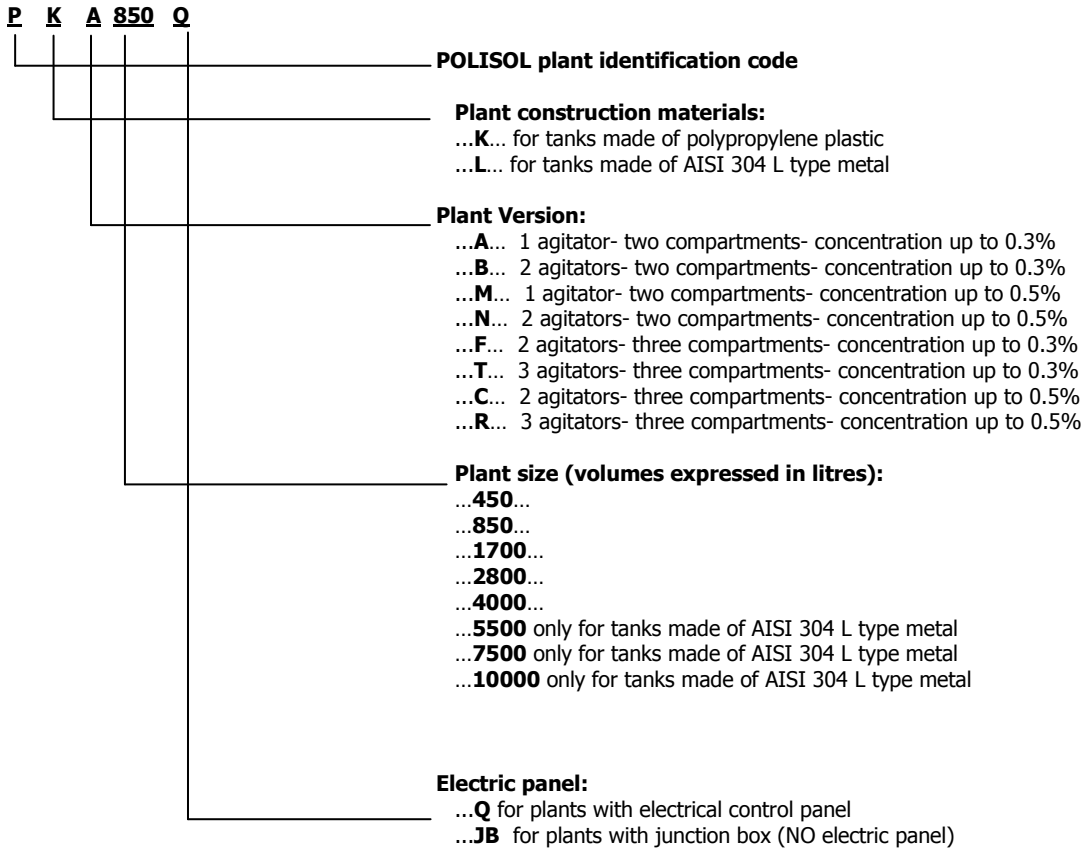 P K A 850 Q
POLISOL plant identification code
Plant construction materials:
...K... for tanks made of polypropylene plastic
...L... for tanks made of AISI 304 L type metal
Plant Version:
...A... 1 agitator- two compartments- concentration up to 0.3%
...B... 2 agitators- two compartments- concentration up to 0.3%
...M... 1 agitator- two compartments- concentration up to 0.5%
...N... 2 agitators- two compartments- concentration up to 0.5%
...F... 2 agitators- three compartments- concentration up to 0.3%
...T... 3 agitators- three compartments- concentration up to 0.3%
...C... 2 agitators- three compartments- concentration up to 0.5%
...R... 3 agitators- three compartments- concentration up to 0.5%
Plant size (volumes expressed in litres):
...450...
...850...
...1700...
...2800...
...4000...
...5500 only for tanks made of AISI 304 L type metal
...7500 only for tanks made of AISI 304 L type metal
...10000 only for tanks made of AISI 304 L type metal
Electric panel:
...Q for plants with electrical control panel
...JB for plants with junction box (NO electric panel)